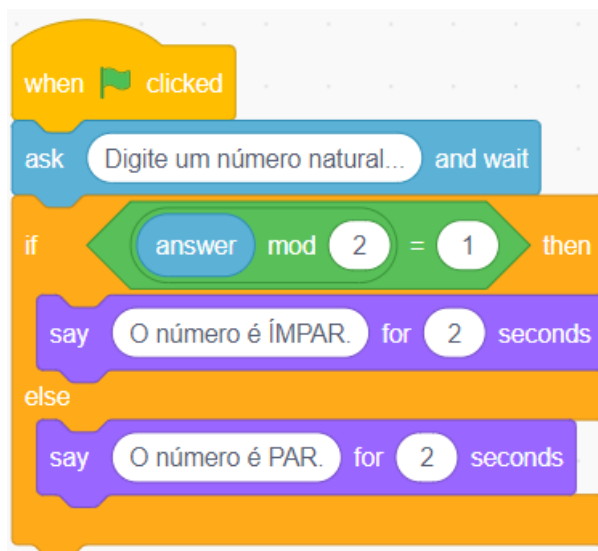 when clicked
ask Digite um número natural... and wait
if answer mod 2 = 1 then
say O número é ÍMPAR. for 2 seconds
else
say O número é PAR. for 2 seconds